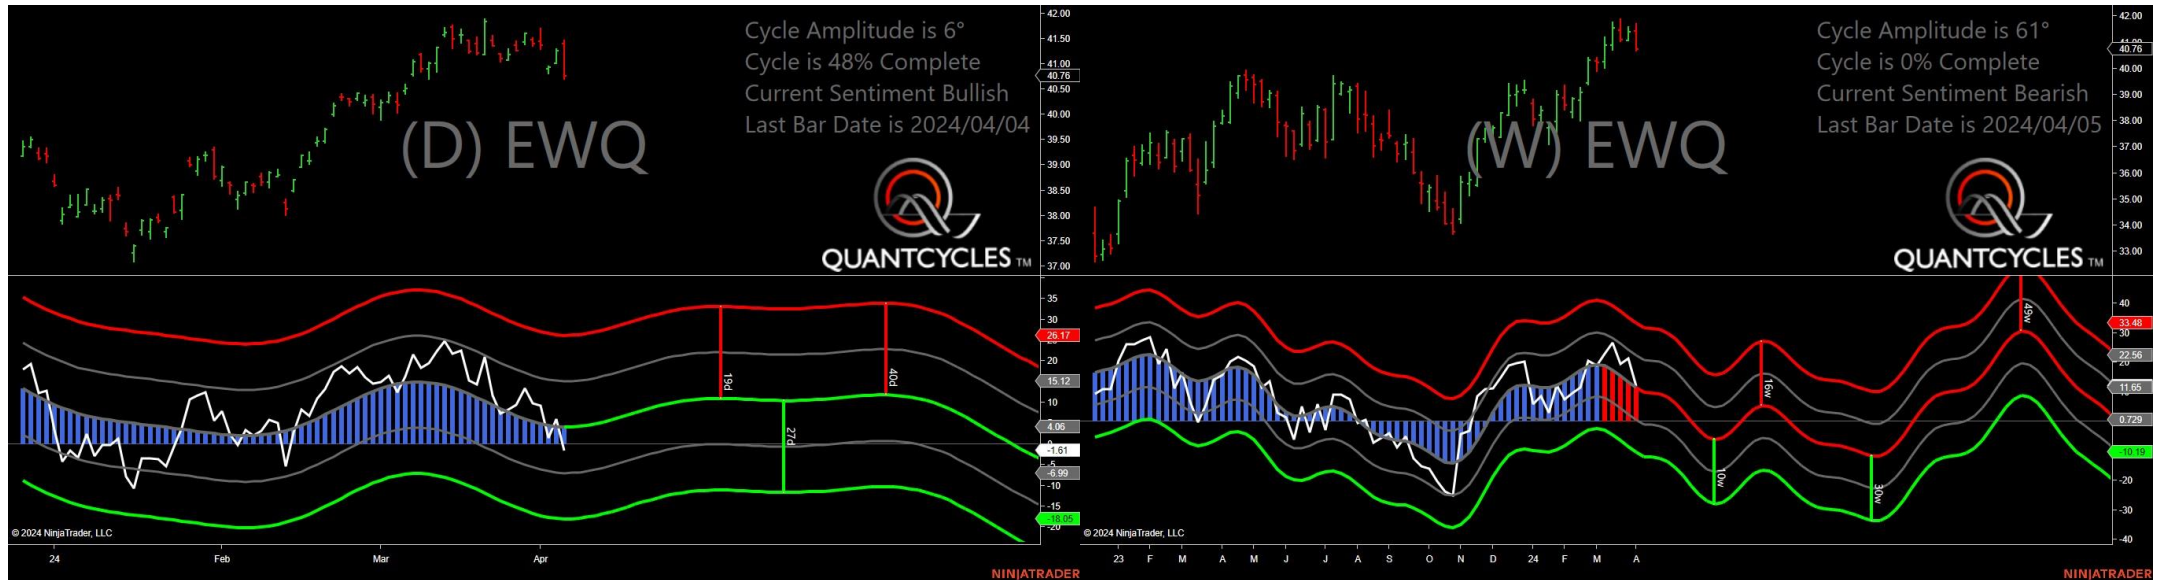 Cycle Amplitude is 6°
Cycle is 48% Complete
Current Sentiment Bullish
Last Bar Date is 2024/04/04
(D) EWQ
QUANTCYCLES TM
42.00
41.50
41.00
40.76
40.50
40.00
39.50
39.00
38.50
38.00
37.50
37.00
35
30
26.17
20
15.12
10
4.06
-1.61
-5
-6.99
-10
-15
-18.05
-20
19d
27d
40d
© 2024 NinjaTrader, LLC
24 Feb Mar Apr
NINJATRADER
Cycle Amplitude is 61°
Cycle is 0% Complete
Current Sentiment Bearish
Last Bar Date is 2024/04/05
(W) EWQ
QUANTCYCLES TM
42.00
40.76
40.00
39.00
38.00
37.00
36.00
35.00
34.00
33.00
40
33.48
30
22.56
11.65
0.729
-10.19
-20
-30
-40
10w
16w
30w
49w
© 2024 NinjaTrader, LLC
23 F M A M J J A S O N D 24 F M A
NINJATRADER